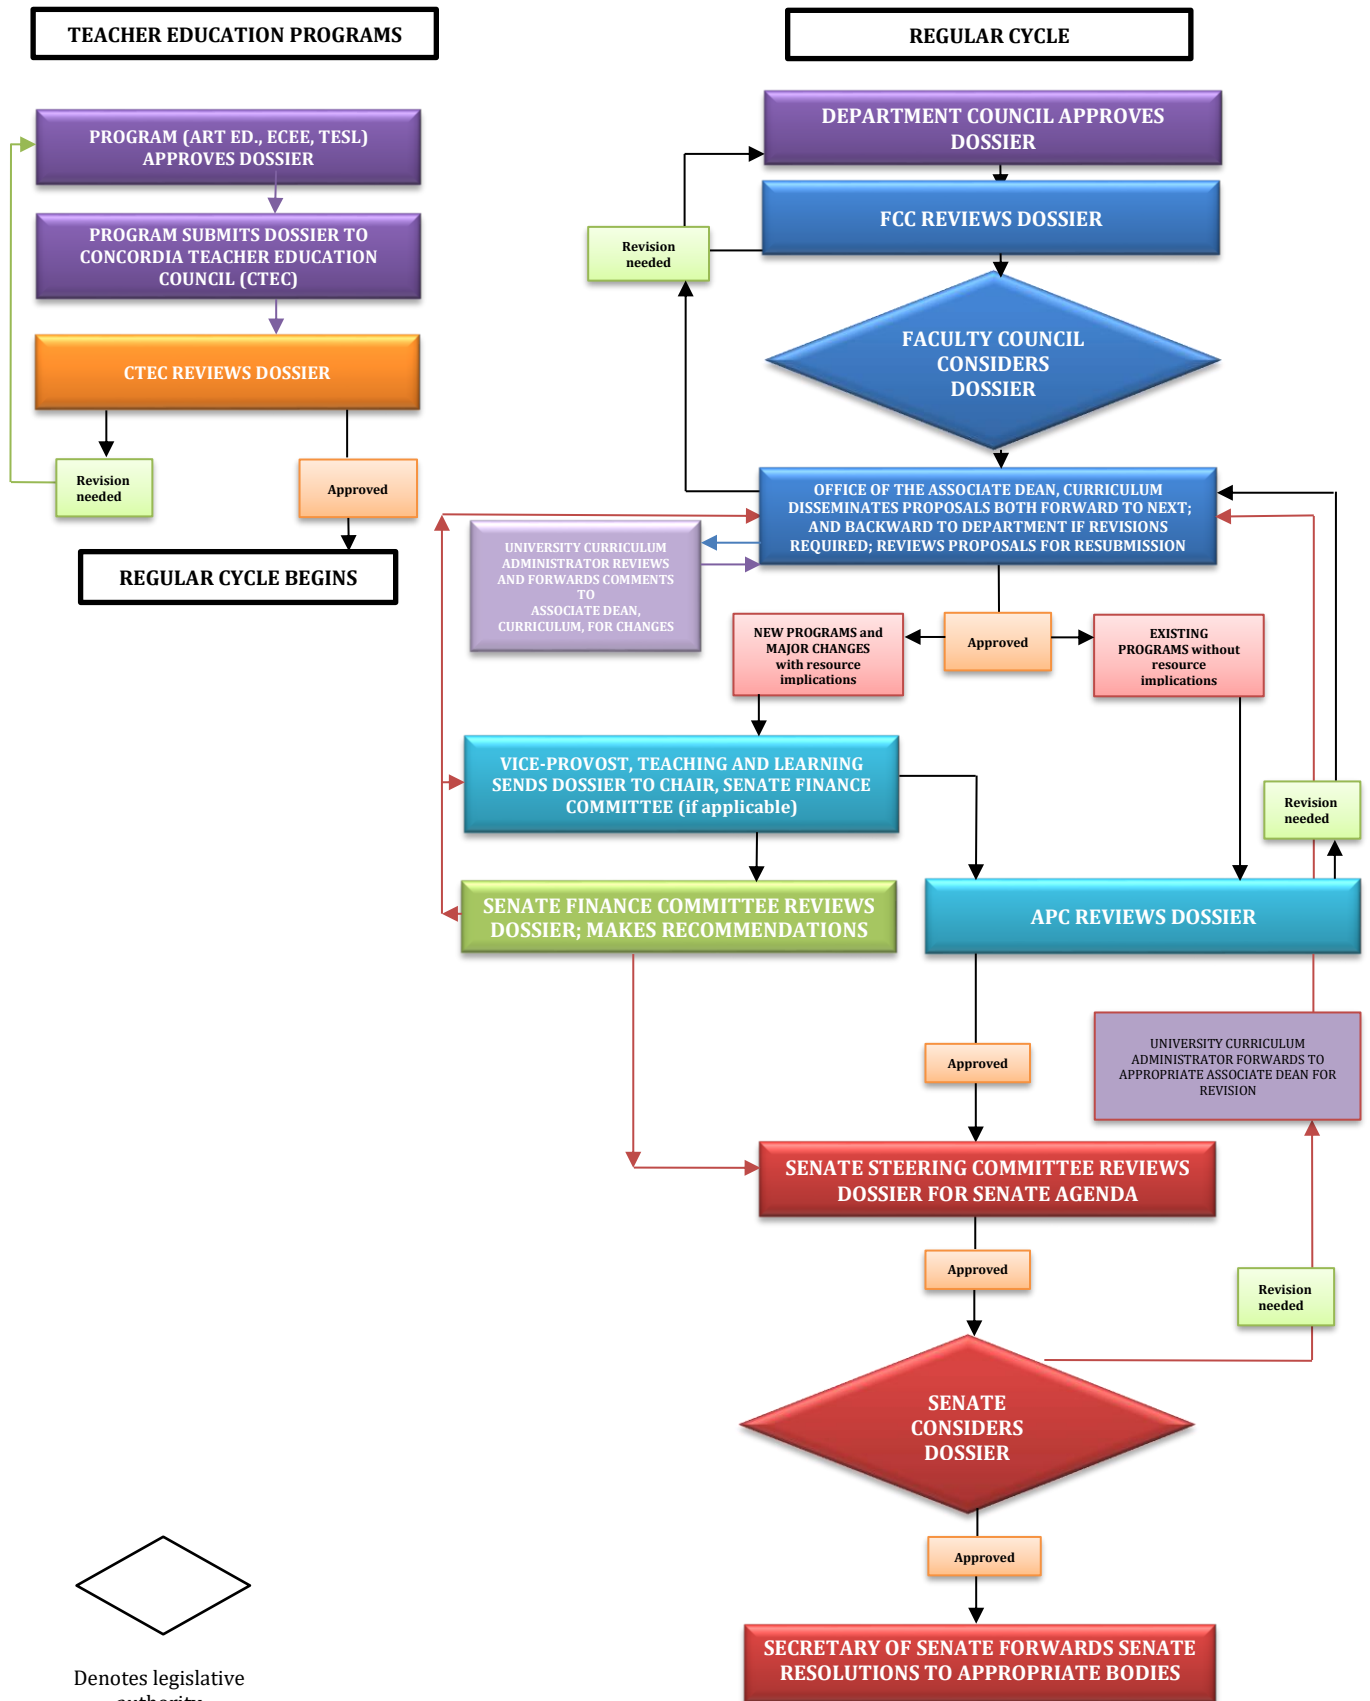 TEACHER EDUCATION PROGRAMS
PROGRAM (ART ED., ECEE, TESL)
APPROVES DOSSIER
PROGRAM SUBMITS DOSSIER TO
CONCORDIA TEACHER EDUCATION
COUNCIL (CTEC)
CTEC REVIEWS DOSSIER
Revision
needed
Approved
REGULAR CYCLE BEGINS
REGULAR CYCLE
DEPARTMENT COUNCIL APPROVES
DOSSIER
FCC REVIEWS DOSSIER
Revision
needed
FACULTY COUNCIL
CONSIDERS
DOSSIER
OFFICE OF THE ASSOCIATE DEAN, CURRICULUM
DISSEMINATES PROPOSALS BOTH FORWARD TO NEXT;
AND BACKWARD TO DEPARTMENT IF REVISIONS
REQUIRED; REVIEWS PROPOSALS FOR RESUBMISSION
UNIVERSITY CURRICULUM
ADMINISTRATOR REVIEWS
AND FORWARDS COMMENTS
TO
ASSOCIATE DEAN,
CURRICULUM, FOR CHANGES
NEW PROGRAMS and
MAJOR CHANGES
with resource
implications
Approved
EXISTING
PROGRAMS without
resource
implications
VICE-PROVOST, TEACHING AND LEARNING
SENDS DOSSIER TO CHAIR, SENATE FINANCE
COMMITTEE (if applicable)
Revision
needed
SENATE FINANCE COMMITTEE REVIEWS
DOSSIER; MAKES RECOMMENDATIONS
APC REVIEWS DOSSIER
Approved
UNIVERSITY CURRICULUM
ADMINISTRATOR FORWARDS TO
APPROPRIATE ASSOCIATE DEAN FOR
REVISION
SENATE STEERING COMMITTEE REVIEWS
DOSSIER FOR SENATE AGENDA
Approved
Revision
needed
SENATE
CONSIDERS
DOSSIER
Approved
SECRETARY OF SENATE FORWARDS SENATE
RESOLUTIONS TO APPROPRIATE BODIES
Denotes legislative
authority